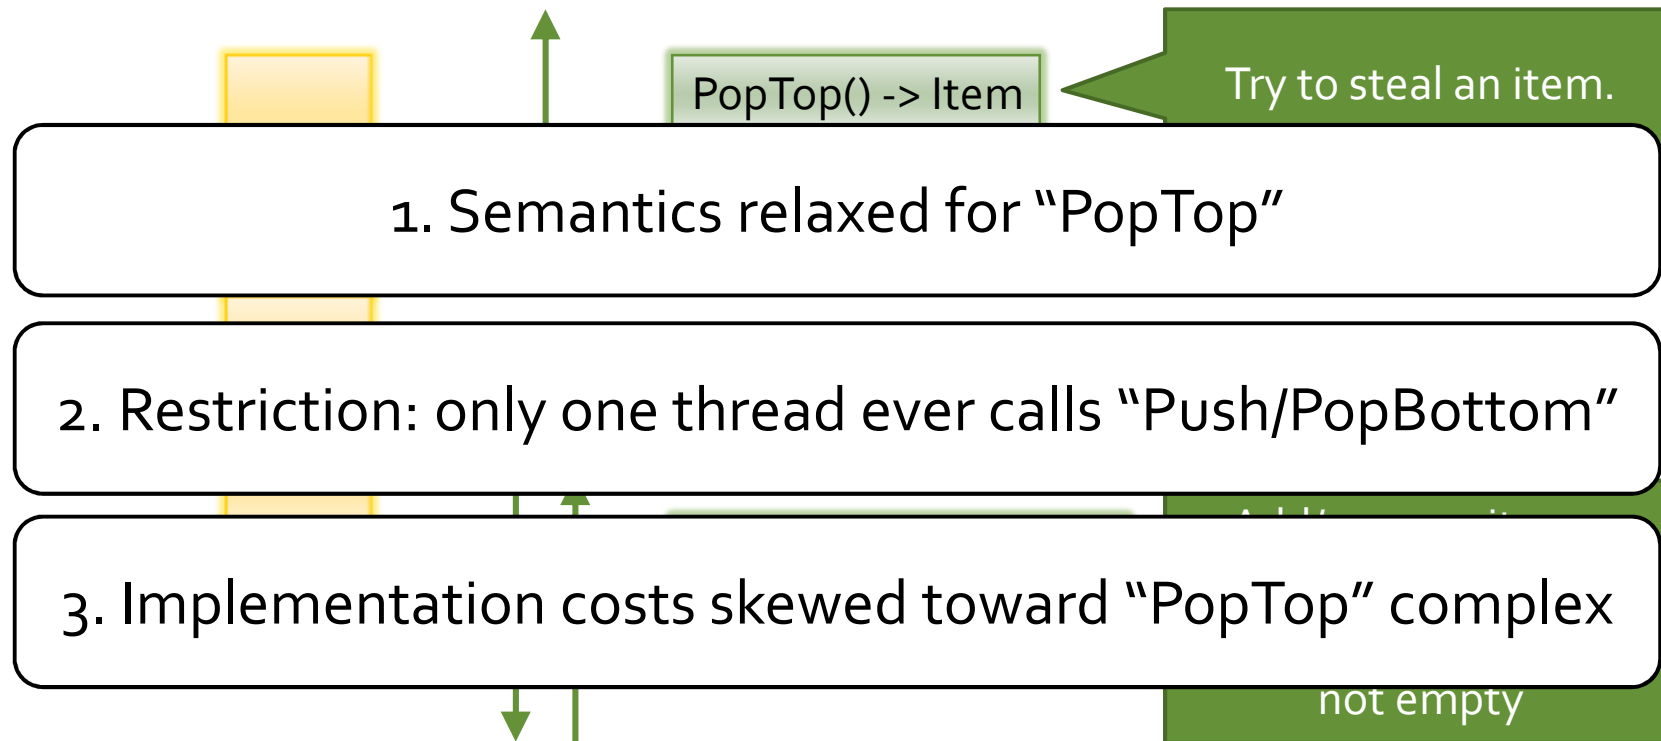 PopTop() -> Item
Try to steal an item.
1. Semantics relaxed for “PopTop”
2. Restriction: only one thread ever calls “Push/PopBottom”
3. Implementation costs skewed toward “PopTop” complex
not empty